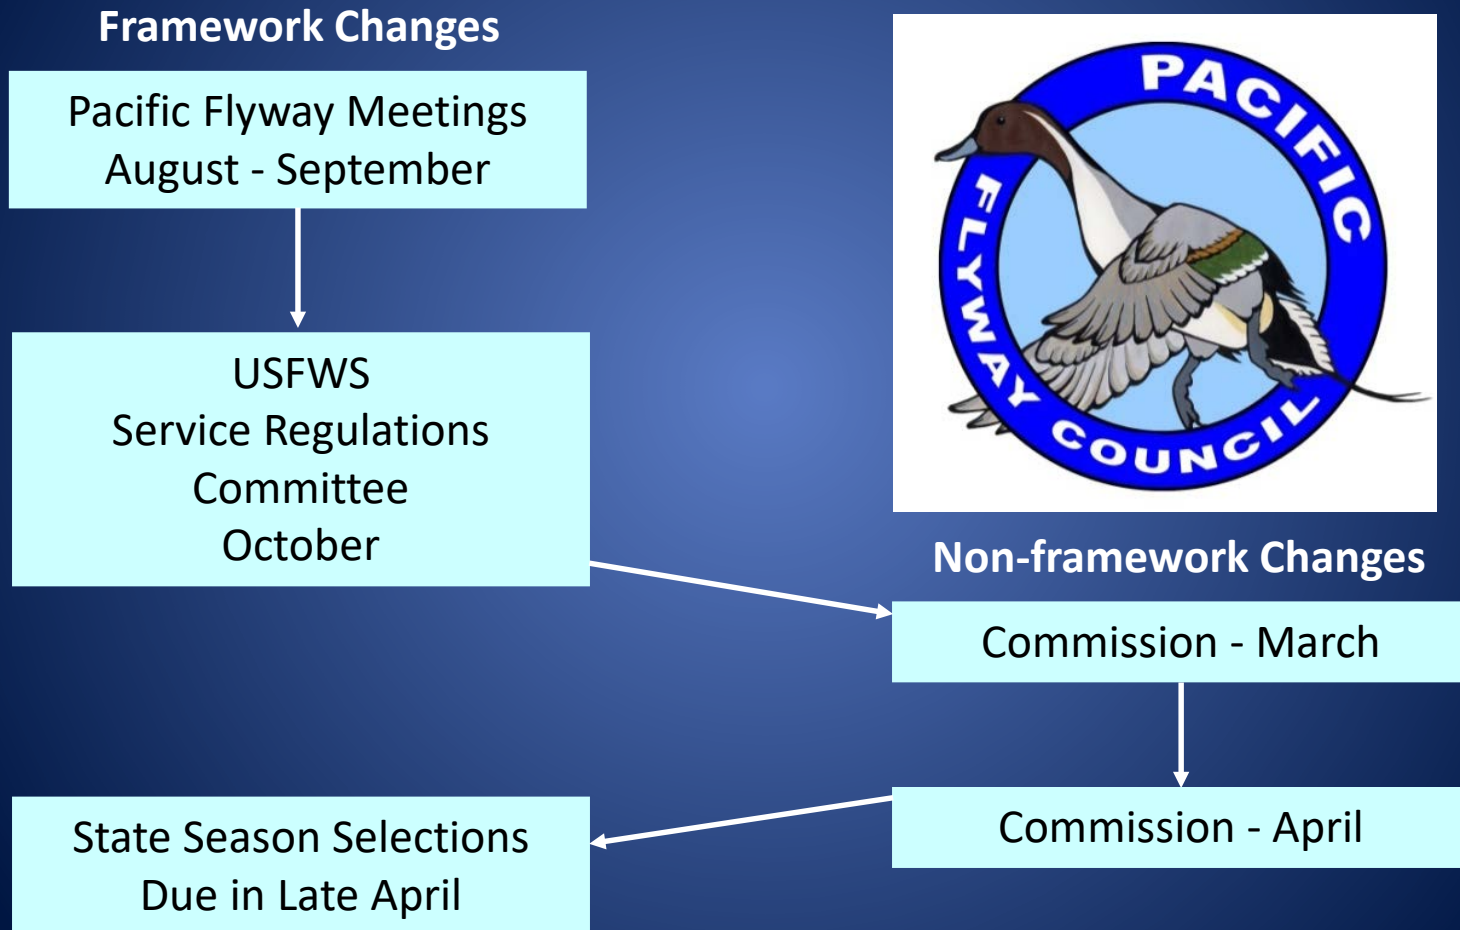 Framework Changes
Pacific Flyway Meetings
August - September
USFWS
Service Regulations
Committee
October
PACIFIC
FLYWAY COUNCIL
Non-framework Changes
Commission - March
Commission - April
State Season Selections
Due in Late April